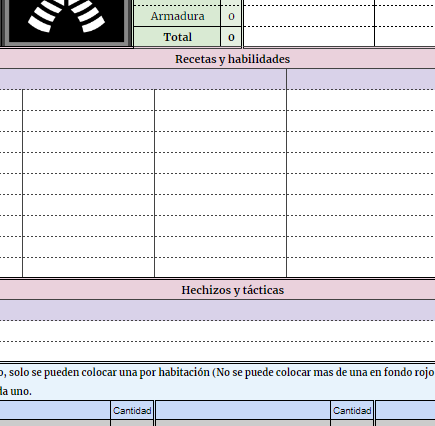 Armadura 0
Total 0
Recetas y habilidades
Hechizos y tácticas
o, solo se pueden colocar una por habitación (No se puede colocar mas de una en fondo rojo
da uno.
Cantidad Cantidad